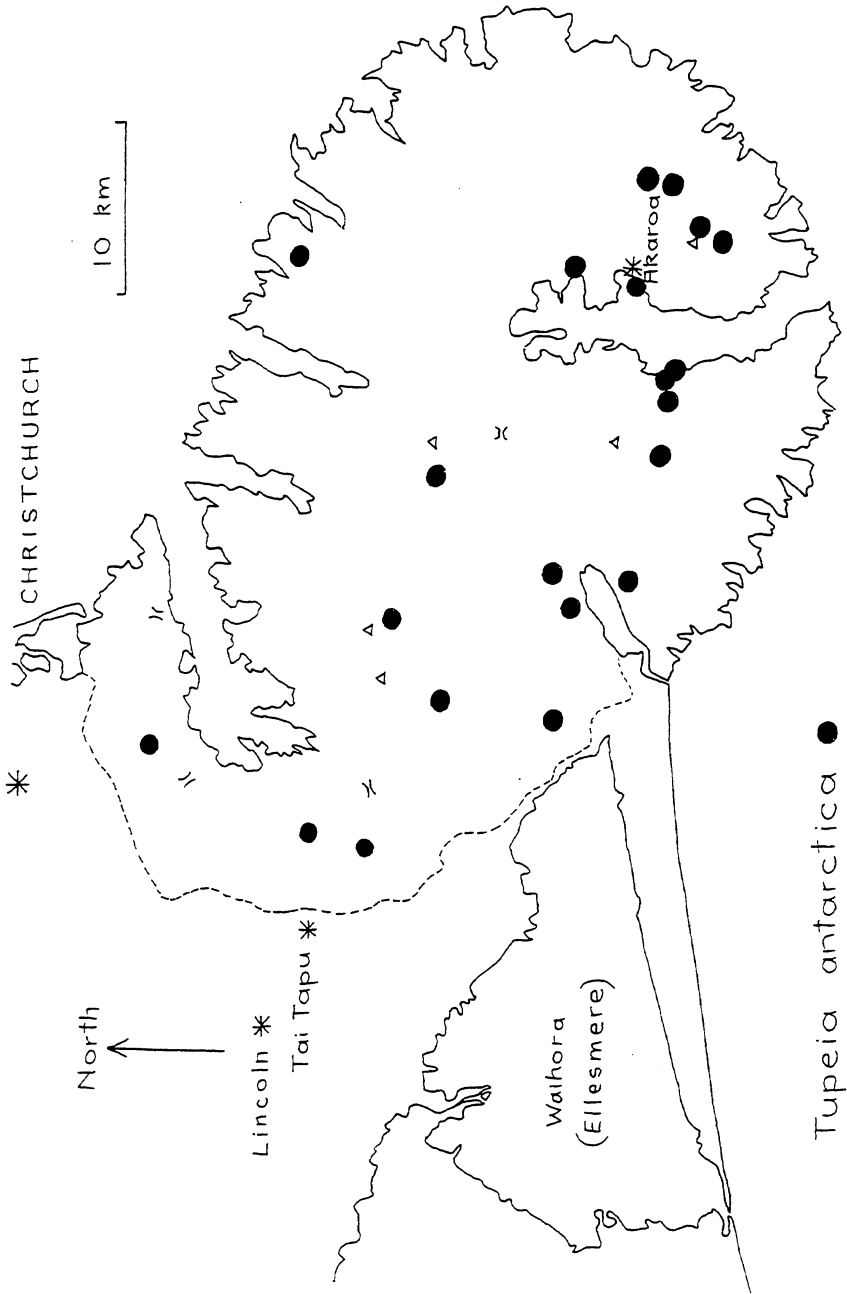 CHRISTCHURCH
10 km
North
Lincoln
Tai Tapu
Akaroa
Waihora
(Ellesmere)
Tupeia antarctica